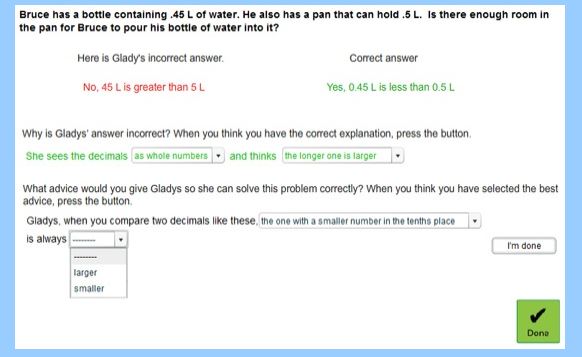 Bruce has a bottle containing .45 L of water. He also has a pan that can hold .5 L. Is there enough room in
the pan for Bruce to pour his bottle of water into it?
Here is Glady's incorrect answer. Correct answer
No, 45 L is greater than 5 L Yes, 0.45 L is less than 0.5 L
Why is Gladys' answer incorrect? When you think you have the correct explanation, press the button.
She sees the decimals as whole numbers and thinks the longer one is larger
What advice would you give Gladys so she can solve this problem correctly? When you think you have selected the best
advice, press the button.
Gladys, when you compare two decimals like these, the one with a smaller number in the tenths place
is always --------
I'm done
--------
larger
smaller
Done